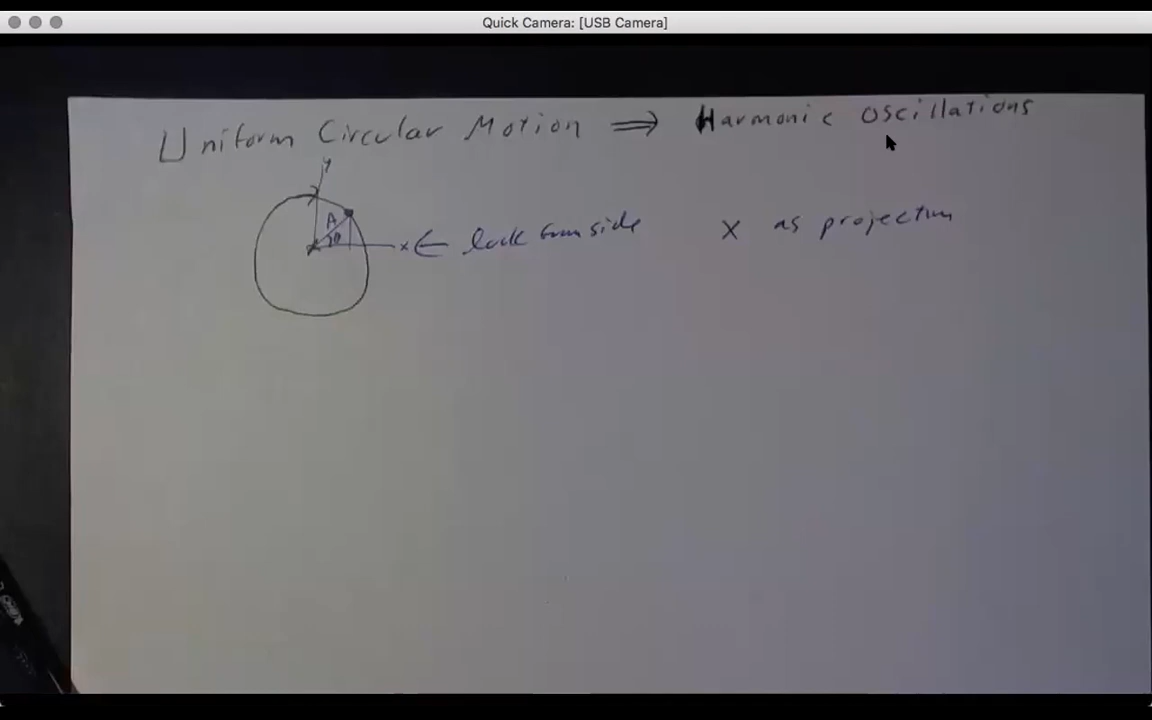 Quick Camera: [USB Camera]
Uniform Circular Motion ⇒ Harmonic Oscillations
y
A
θ
x ← look from side x as projection